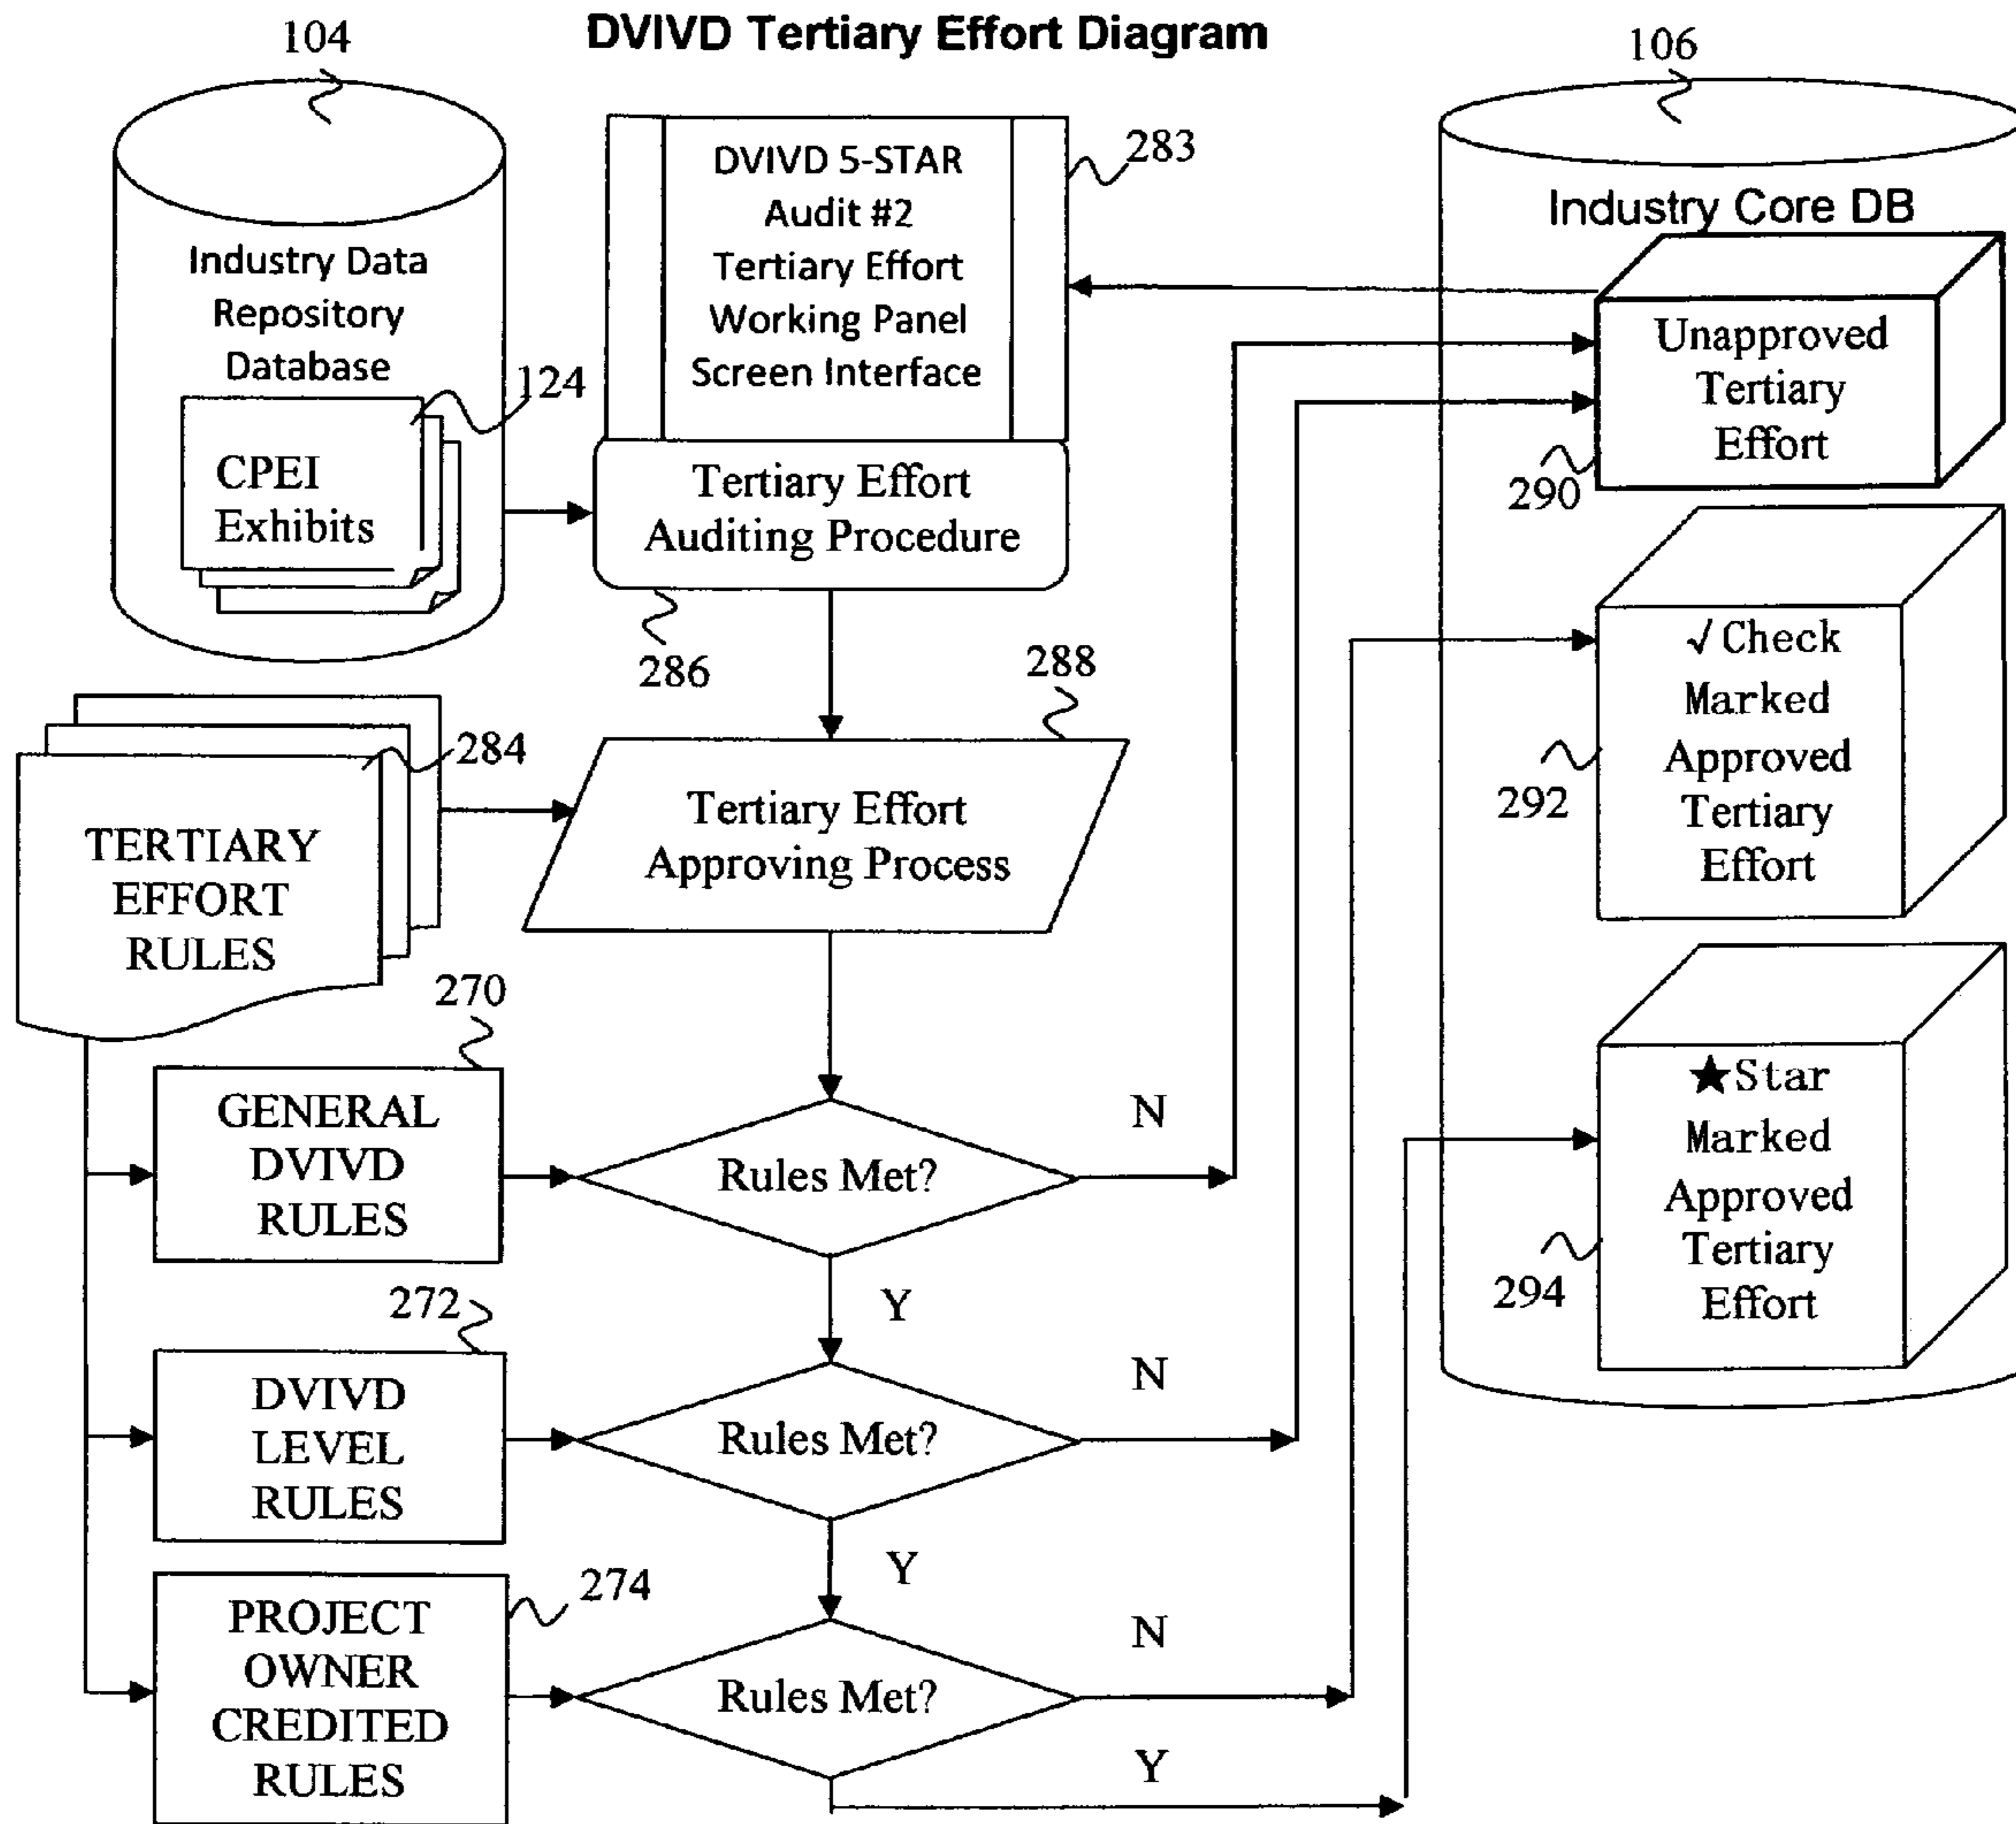 DVIVD Tertiary Effort Diagram
104
106
Industry Data
Repository
Database
124
CPEI
Exhibits
DVIVD 5-STAR
Audit #2
Tertiary Effort
Working Panel
Screen Interface
283
Tertiary Effort
Auditing Procedure
286
Industry Core DB
Unapproved
Tertiary
Effort
290
√Check
Marked
Approved
Tertiary
Effort
292
★Star
Marked
Approved
Tertiary
Effort
294
284
TERTIARY
EFFORT
RULES
288
Tertiary Effort
Approving Process
270
GENERAL
DVIVD
RULES
Rules Met?
N
Y
272
DVIVD
LEVEL
RULES
Rules Met?
N
Y
274
PROJECT
OWNER
CREDITED
RULES
Rules Met?
N
Y